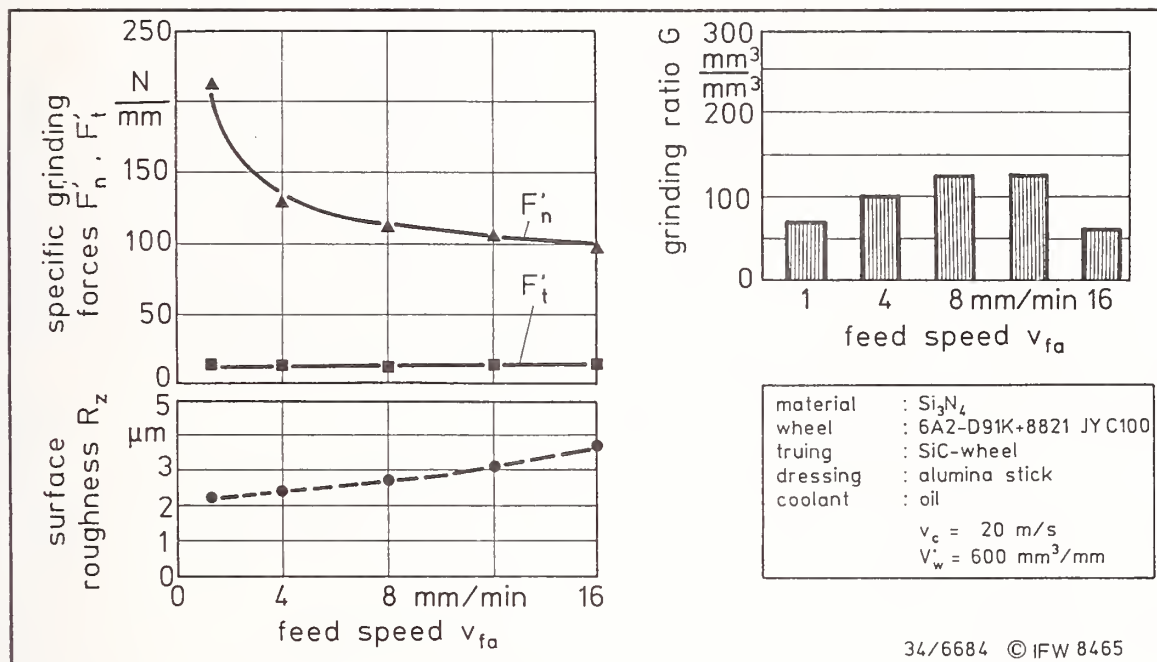 250
N
mm
150
100
50
0
specific grinding
forces F'n , F't
F'n
F't
5
μm
3
2
1
0
surface
roughness Rz
0 4 8 mm/min 16
feed speed vfa
300
mm³
mm³
200
100
0
grinding ratio G
1 4 8 mm/min 16
feed speed vfa
material : Si₃N₄
wheel : 6A2-D91K+8821 JY C100
truing : SiC-wheel
dressing : alumina stick
coolant : oil
vc = 20 m/s
V'w = 600 mm³/mm
34/6684 © IFW 8465